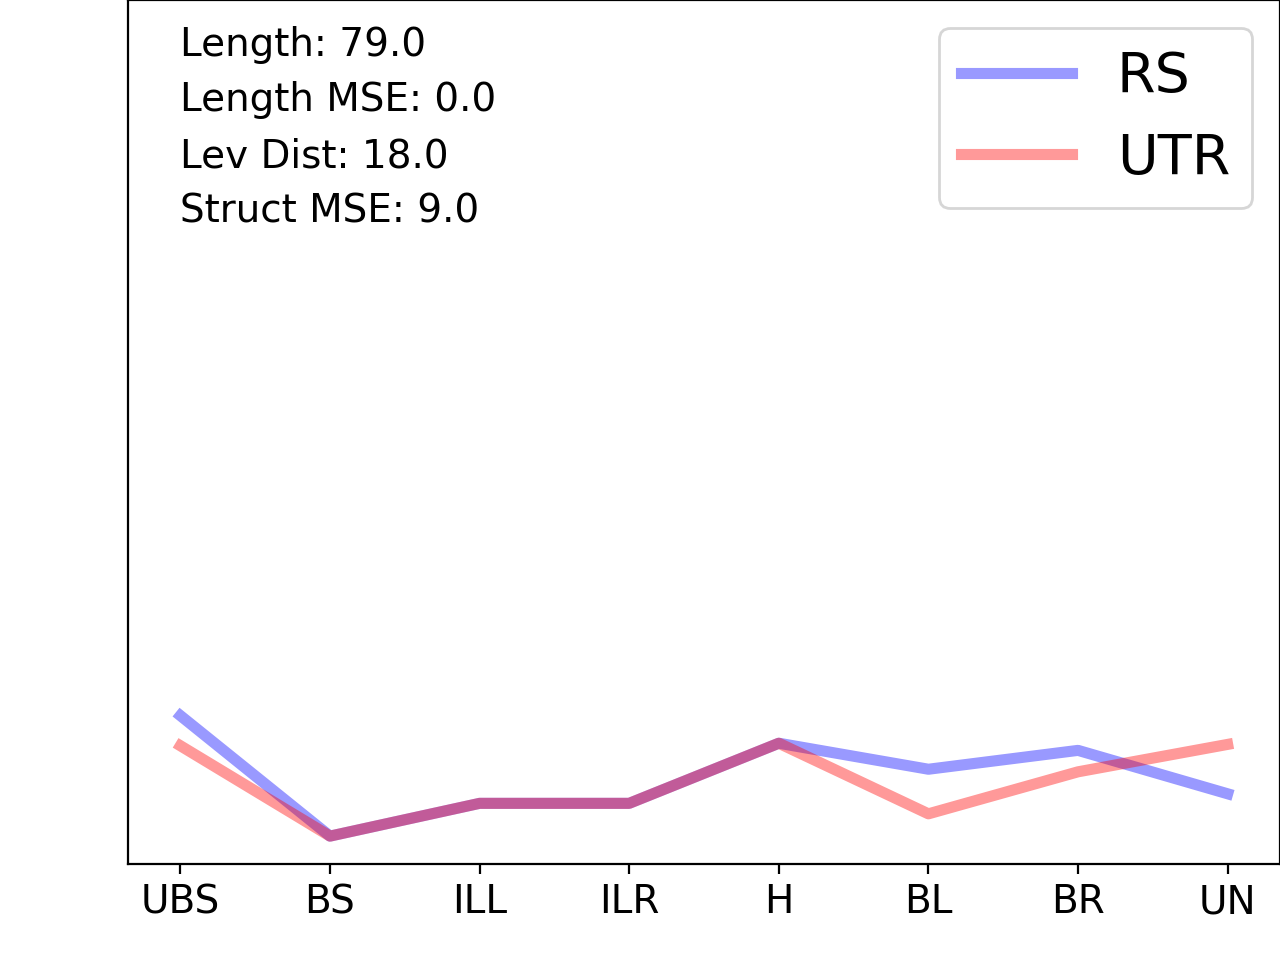 Length: 79.0
Length MSE: 0.0
Lev Dist: 18.0
Struct MSE: 9.0
RS
UTR
UBS BS ILL ILR H BL BR UN